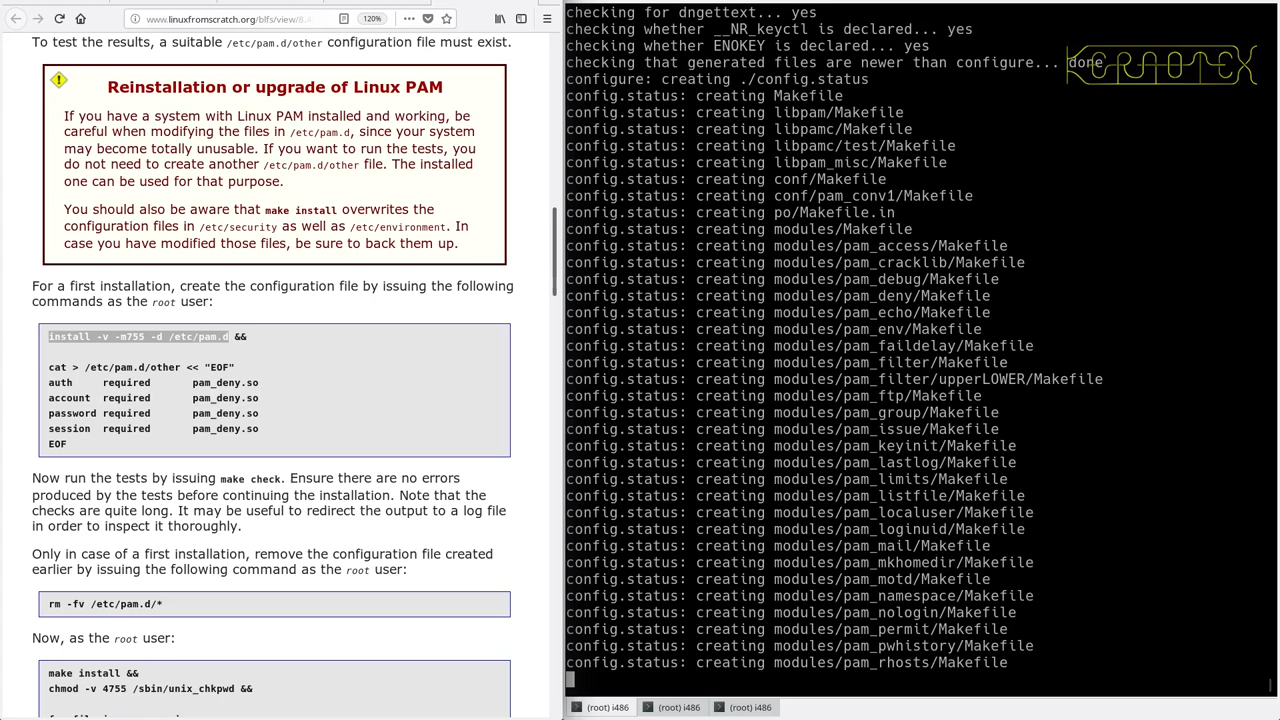 www.linuxfromscratch.org/blfs/view/8.
120%
To test the results, a suitable /etc/pam.d/other configuration file must exist.
Reinstallation or upgrade of Linux PAM
If you have a system with Linux PAM installed and working, be
careful when modifying the files in /etc/pam.d, since your system
may become totally unusable. If you want to run the tests, you
do not need to create another /etc/pam.d/other file. The installed
one can be used for that purpose.
You should also be aware that make install overwrites the
configuration files in /etc/security as well as /etc/environment. In
case you have modified those files, be sure to back them up.
For a first installation, create the configuration file by issuing the following
commands as the root user:
install -v -m755 -d /etc/pam.d &&
cat > /etc/pam.d/other << "EOF"
auth required pam_deny.so
account required pam_deny.so
password required pam_deny.so
session required pam_deny.so
EOF
Now run the tests by issuing make check. Ensure there are no errors
produced by the tests before continuing the installation. Note that the
checks are quite long. It may be useful to redirect the output to a log file
in order to inspect it thoroughly.
Only in case of a first installation, remove the configuration file created
earlier by issuing the following command as the root user:
rm -fv /etc/pam.d/*
Now, as the root user:
make install &&
chmod -v 4755 /sbin/unix_chkpwd &&
checking for dngettext... yes
checking whether __NR_keyctl is declared... yes
checking whether ENOKEY is declared... yes
checking that generated files are newer than configure... done
configure: creating ./config.status
config.status: creating Makefile
config.status: creating libpam/Makefile
config.status: creating libpamc/Makefile
config.status: creating libpamc/test/Makefile
config.status: creating libpam_misc/Makefile
config.status: creating conf/Makefile
config.status: creating conf/pam_conv1/Makefile
config.status: creating po/Makefile.in
config.status: creating modules/Makefile
config.status: creating modules/pam_access/Makefile
config.status: creating modules/pam_cracklib/Makefile
config.status: creating modules/pam_debug/Makefile
config.status: creating modules/pam_deny/Makefile
config.status: creating modules/pam_echo/Makefile
config.status: creating modules/pam_env/Makefile
config.status: creating modules/pam_faildelay/Makefile
config.status: creating modules/pam_filter/Makefile
config.status: creating modules/pam_filter/upperLOWER/Makefile
config.status: creating modules/pam_ftp/Makefile
config.status: creating modules/pam_group/Makefile
config.status: creating modules/pam_issue/Makefile
config.status: creating modules/pam_keyinit/Makefile
config.status: creating modules/pam_lastlog/Makefile
config.status: creating modules/pam_limits/Makefile
config.status: creating modules/pam_listfile/Makefile
config.status: creating modules/pam_localuser/Makefile
config.status: creating modules/pam_loginuid/Makefile
config.status: creating modules/pam_mail/Makefile
config.status: creating modules/pam_mkhomedir/Makefile
config.status: creating modules/pam_motd/Makefile
config.status: creating modules/pam_namespace/Makefile
config.status: creating modules/pam_nologin/Makefile
config.status: creating modules/pam_permit/Makefile
config.status: creating modules/pam_pwhistory/Makefile
config.status: creating modules/pam_rhosts/Makefile
(root) i486
(root) i486
(root) i486